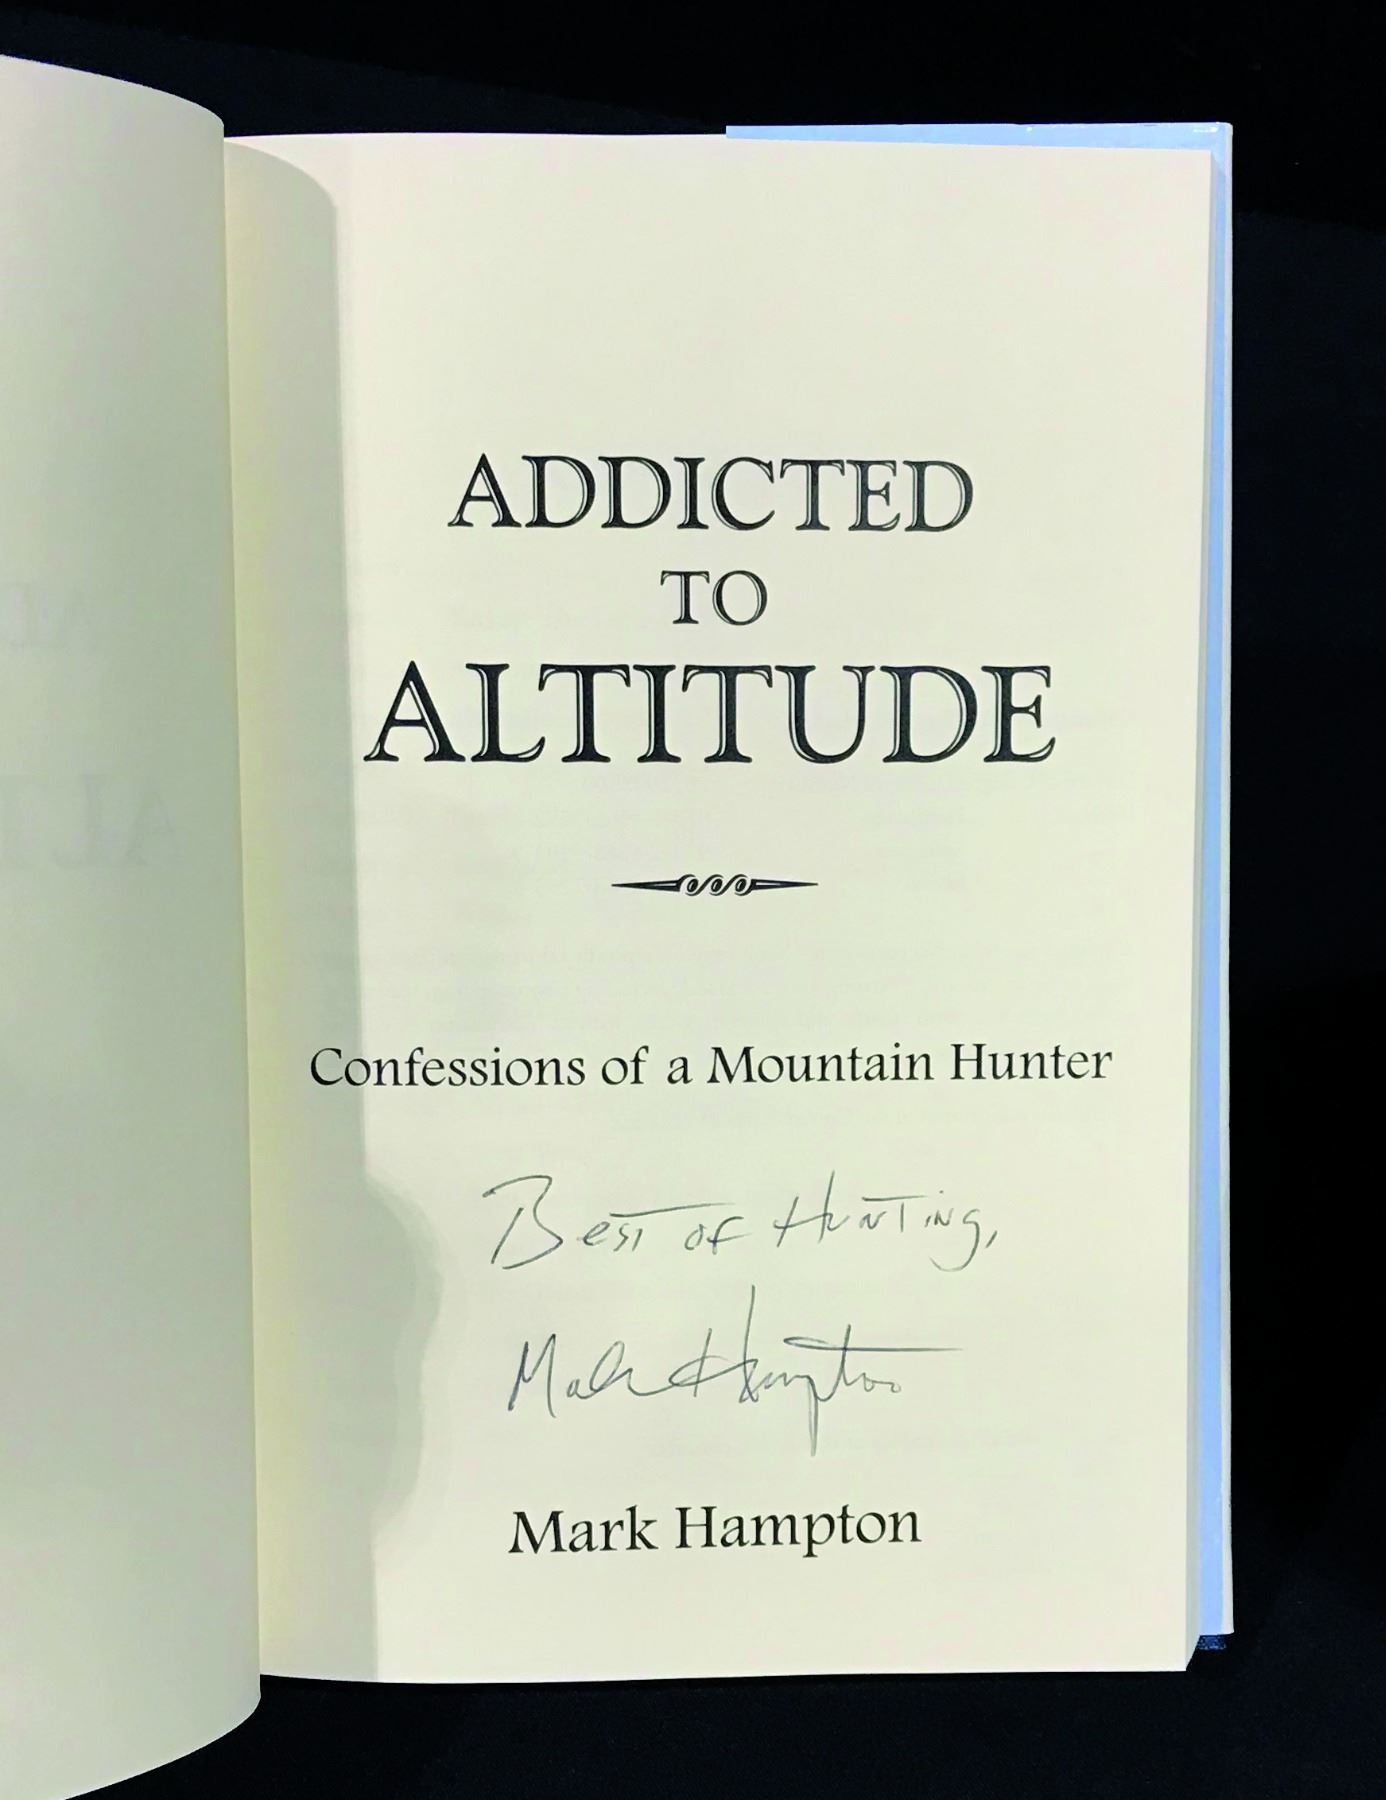 ADDICTED
TO
ALTITUDE
Confessions of a Mountain Hunter
Best of Hunting,
Mark Hampton
Mark Hampton